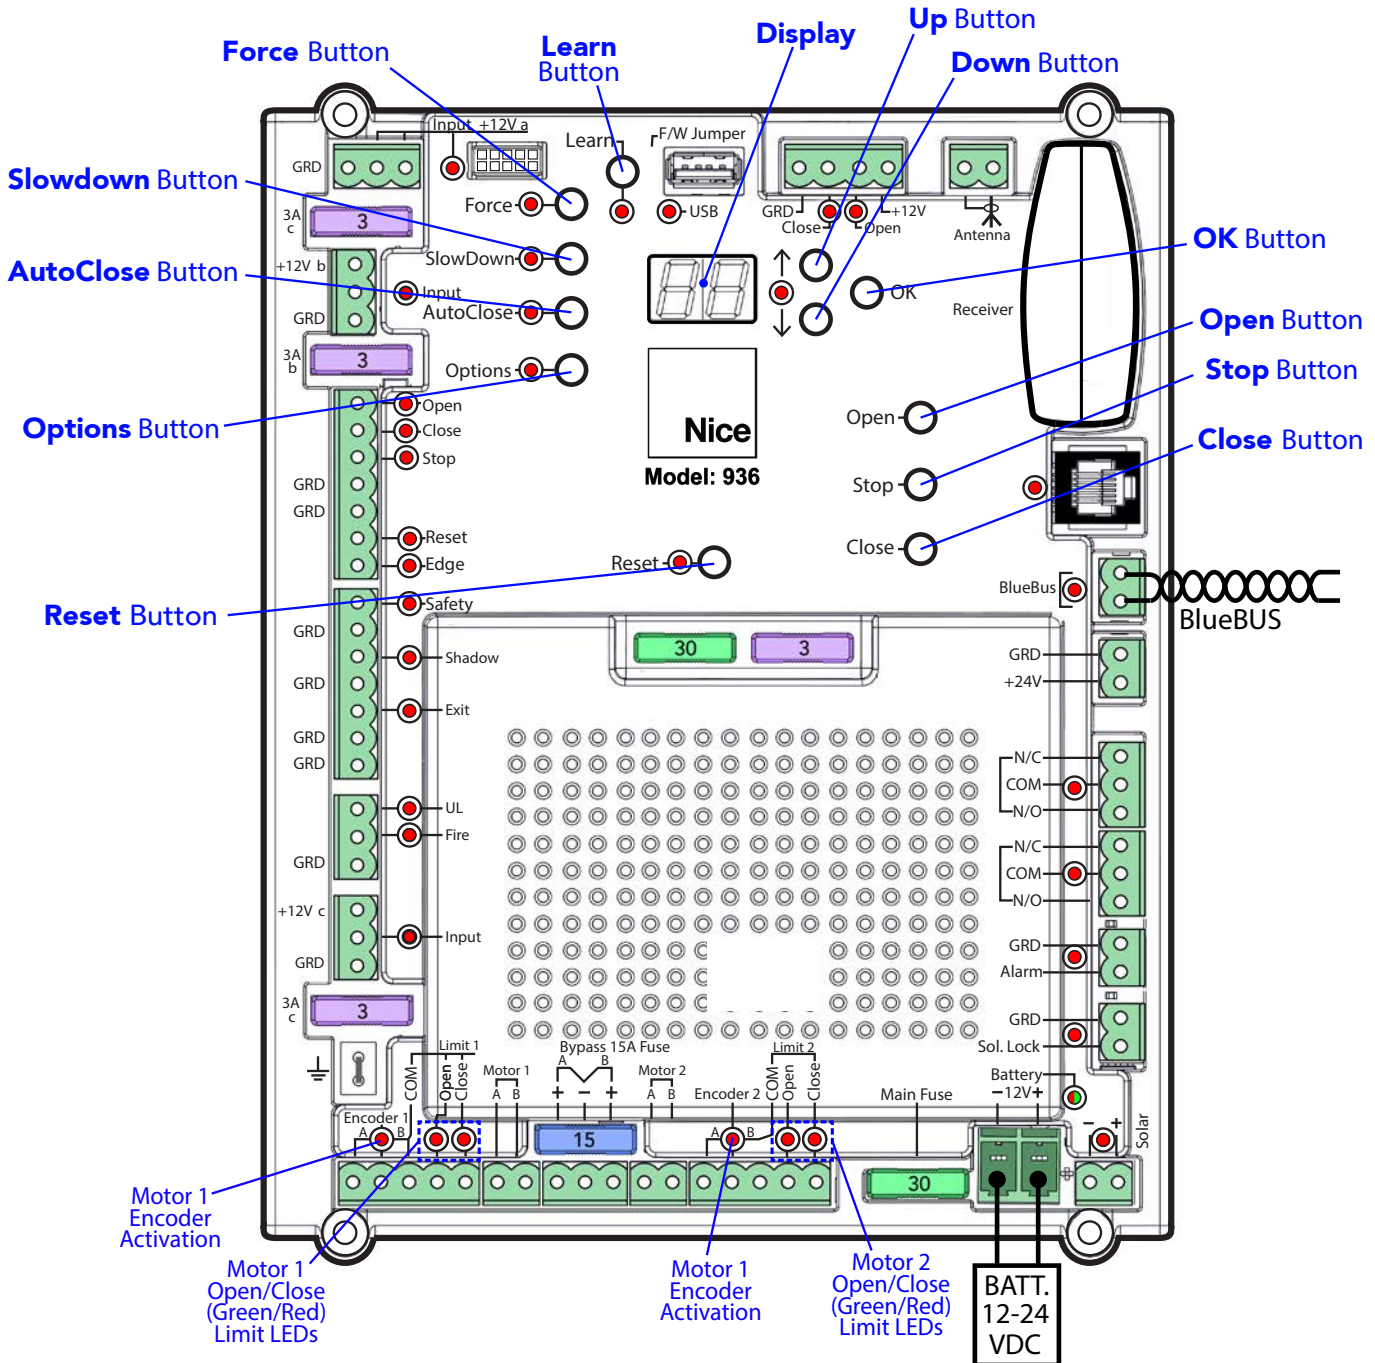 Up Button
Display
Learn
Button
Force Button
Down Button
Input +12V a
Learn
F/W Jumper
GRD
Slowdown Button
Force
USB
GRD
+12V
Close
Open
Antenna
3A
c
3
OK Button
SlowDown
+12V b
AutoClose Button
Input
OK
Receiver
AutoClose
GRD
Open Button
3A
b
3
Options
Stop Button
Open
Options Button
Close
Nice
Open
Close Button
Stop
Model: 936
GRD
Stop
GRD
Reset
Close
Edge
Reset
BlueBus
Safety
Reset Button
BlueBUS
GRD
30
3
Shadow
GRD
GRD
+24V
Exit
GRD
GRD
N/C
COM
N/O
UL
Fire
GRD
N/C
COM
N/O
+12V c
Input
GRD
GRD
Alarm
3A
c
3
GRD
Sol. Lock
Limit 1
COM
Open
Close
Motor 1
A B
Bypass 15A Fuse
A B
+ − +
Motor 2
A B
Encoder 2
Limit 2
COM
Open
Close
Main Fuse
Battery
−12V+
Encoder 1
A B
15
A B
− +
Solar
30
Motor 1
Encoder
Activation
Motor 1
Open/Close
(Green/Red)
Limit LEDs
Motor 1
Encoder
Activation
Motor 2
Open/Close
(Green/Red)
Limit LEDs
BATT.
12-24
VDC